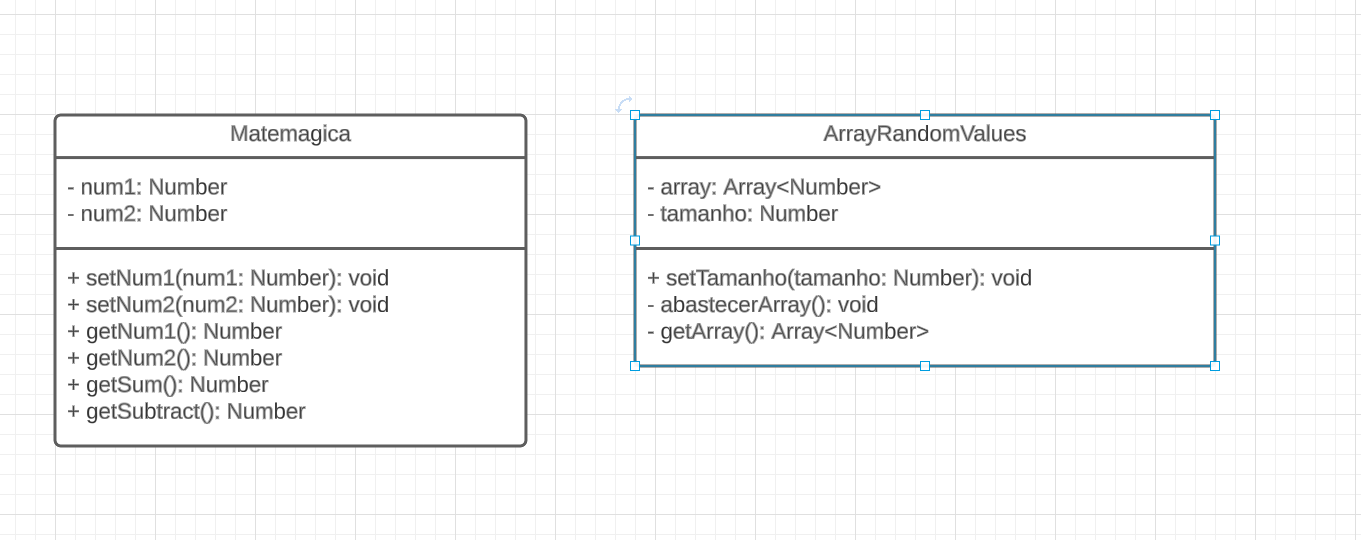 Matemagica
- num1: Number
- num2: Number
+ setNum1(num1: Number): void
+ setNum2(num2: Number): void
+ getNum1(): Number
+ getNum2(): Number
+ getSum(): Number
+ getSubtract(): Number
ArrayRandomValues
- array: Array<Number>
- tamanho: Number
+ setTamanho(tamanho: Number): void
- abastecerArray(): void
- getArray(): Array<Number>